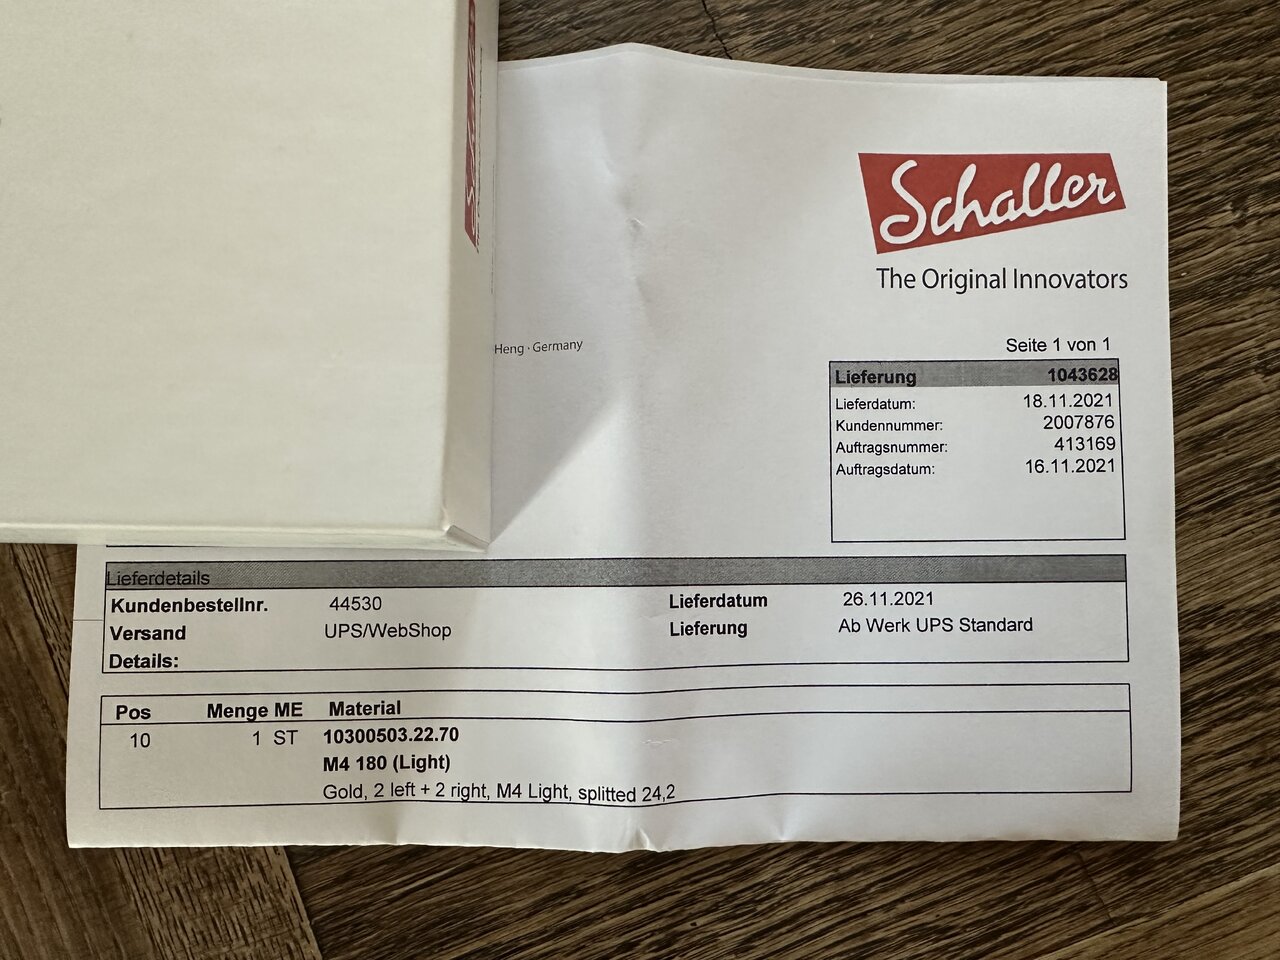 Schaller
The Original Innovators
Heng · Germany
Seite 1 von 1
Lieferung 1043628
Lieferdatum: 18.11.2021
Kundennummer: 2007876
Auftragsnummer: 413169
Auftragsdatum: 16.11.2021
Lieferdetails
Kundenbestellnr. 44530 Lieferdatum 26.11.2021
Versand UPS/WebShop Lieferung Ab Werk UPS Standard
Details:
Pos Menge ME Material
10 1 ST 10300503.22.70
M4 180 (Light)
Gold, 2 left + 2 right, M4 Light, splitted 24,2